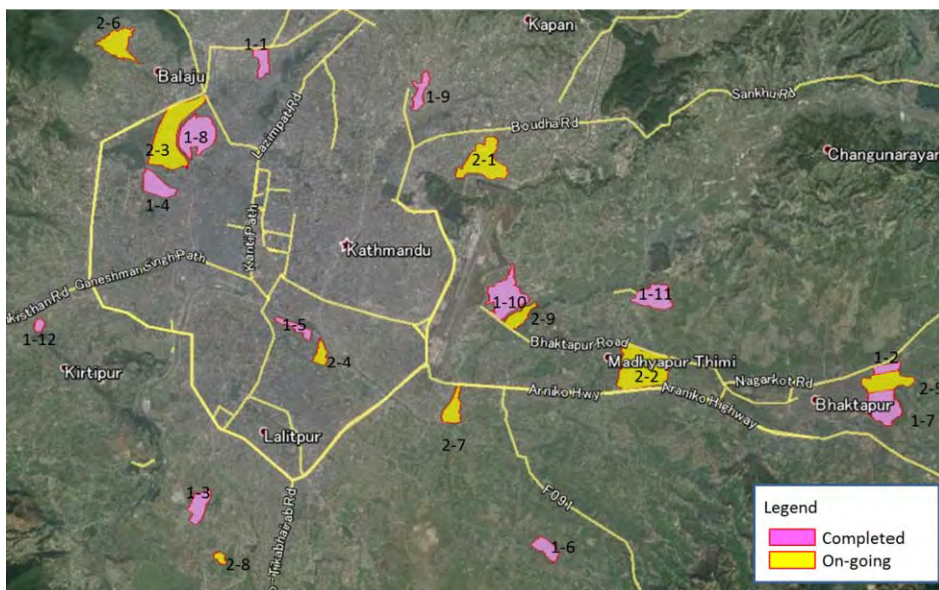 2-6
Kapan
1-1
Balaju
1-9
Sankhu Rd
Lazimpat Rd
Boudha Rd
1-8
2-3
2-1
Changunarayan
1-4
Kanti Path
Kathmandu
Ganeshman Singh Path
1-11
1-10
2-9
1-5
1-12
Bhaktapur Road
2-4
Madhyapur Thimi
1-2
Kirtipur
2-2
Nagarkot Rd
2-5
Arniko Hwy
Araniko Highway
Bhaktapur
1-7
2-7
Lalitpur
1-3
F091
Legend
Completed
On-going
1-6
2-8
Tikabhairab Rd